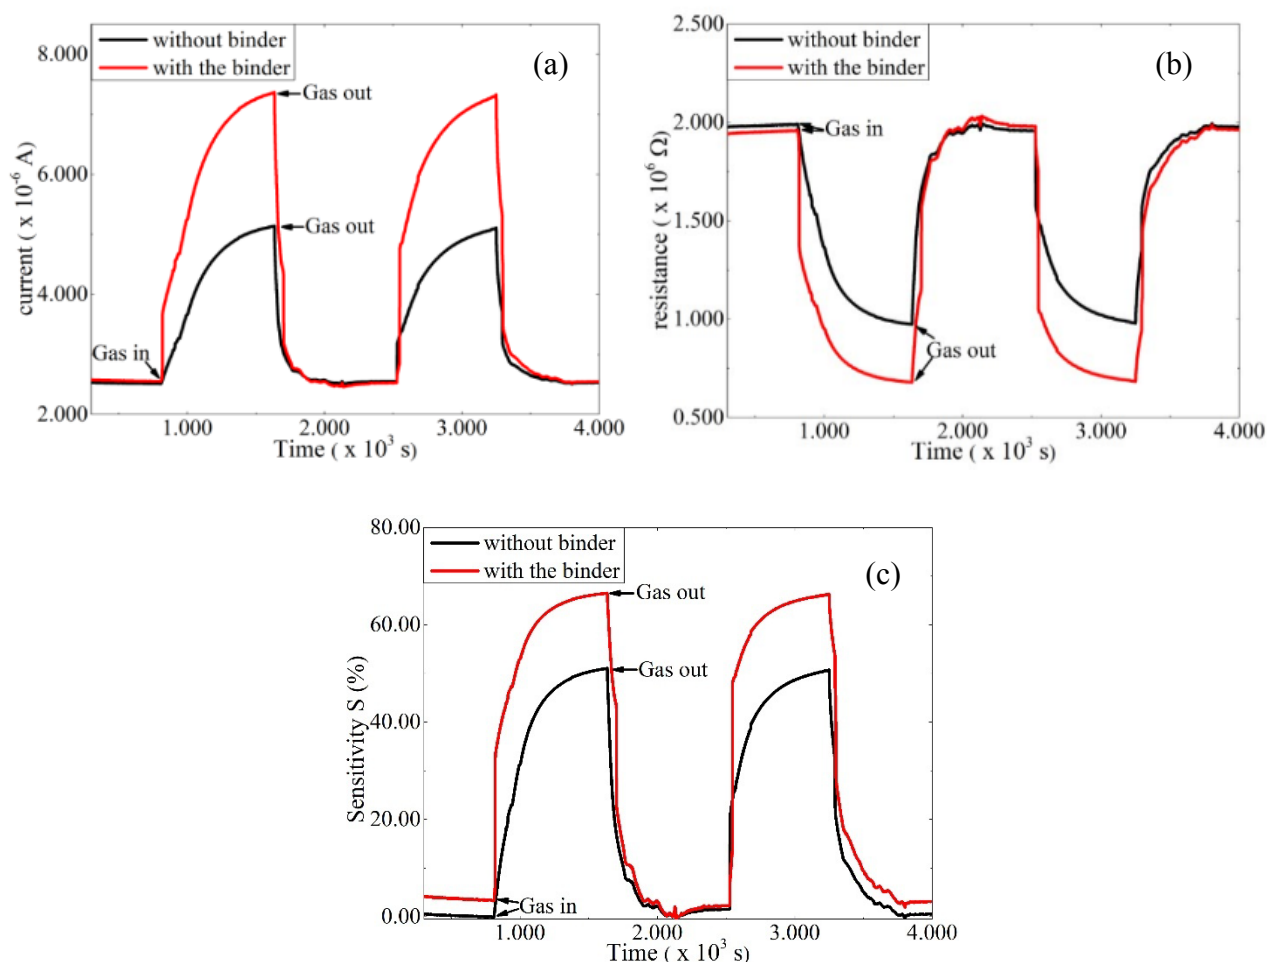 8.000
6.000
4.000
2.000
current ( x 10⁻⁶ A)
without binder
with the binder
(a)
Gas out
Gas out
Gas in
1.000 2.000 3.000 4.000
Time ( x 10³ s)
2.500
2.000
1.500
1.000
0.500
resistance ( x 10⁶ Ω)
without binder
with the binder
(b)
Gas in
Gas out
1.000 2.000 3.000 4.000
Time ( x 10³ s)
80.00
60.00
40.00
20.00
0.00
Sensitivity S (%)
without binder
with the binder
(c)
Gas out
Gas out
Gas in
1.000 2.000 3.000 4.000
Time ( x 10³ s)